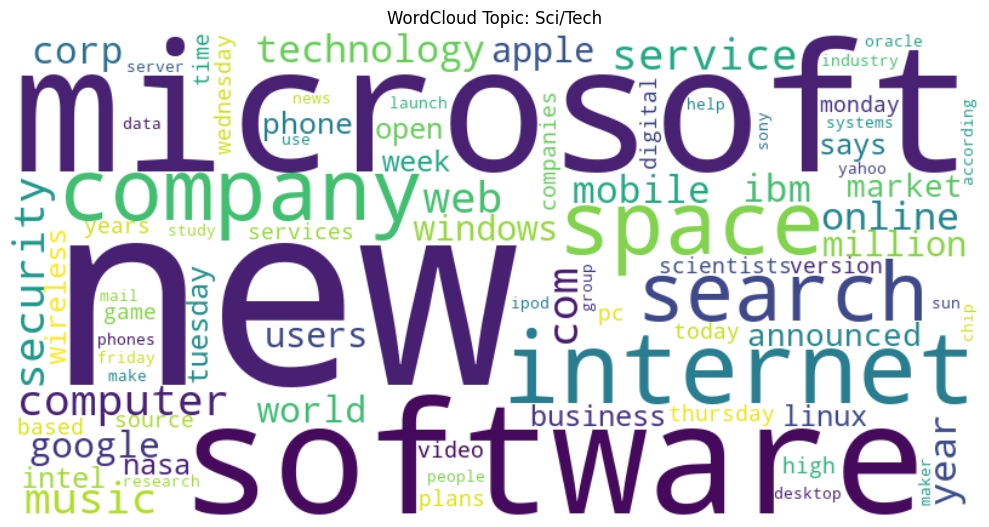 WordCloud Topic: Sci/Tech
corp
server
time
wednesday
technology
apple
service
oracle
industry
microsoft
data
news
use
phone
launch
open
week
companies
digital
help
sony
monday
systems
says
yahoo
according
security
company
web
mobile
ibm
market
years
study
services
windows
space
online
million
wireless
new
mail
game
phones
friday
make
tuesday
users
ipod
com
group
scientists
version
search
pc
today
announced
sun
chip
internet
computer
based
source
world
business
thursday
linux
year
google
nasa
intel
research
music
software
video
people
plans
high
desktop
maker